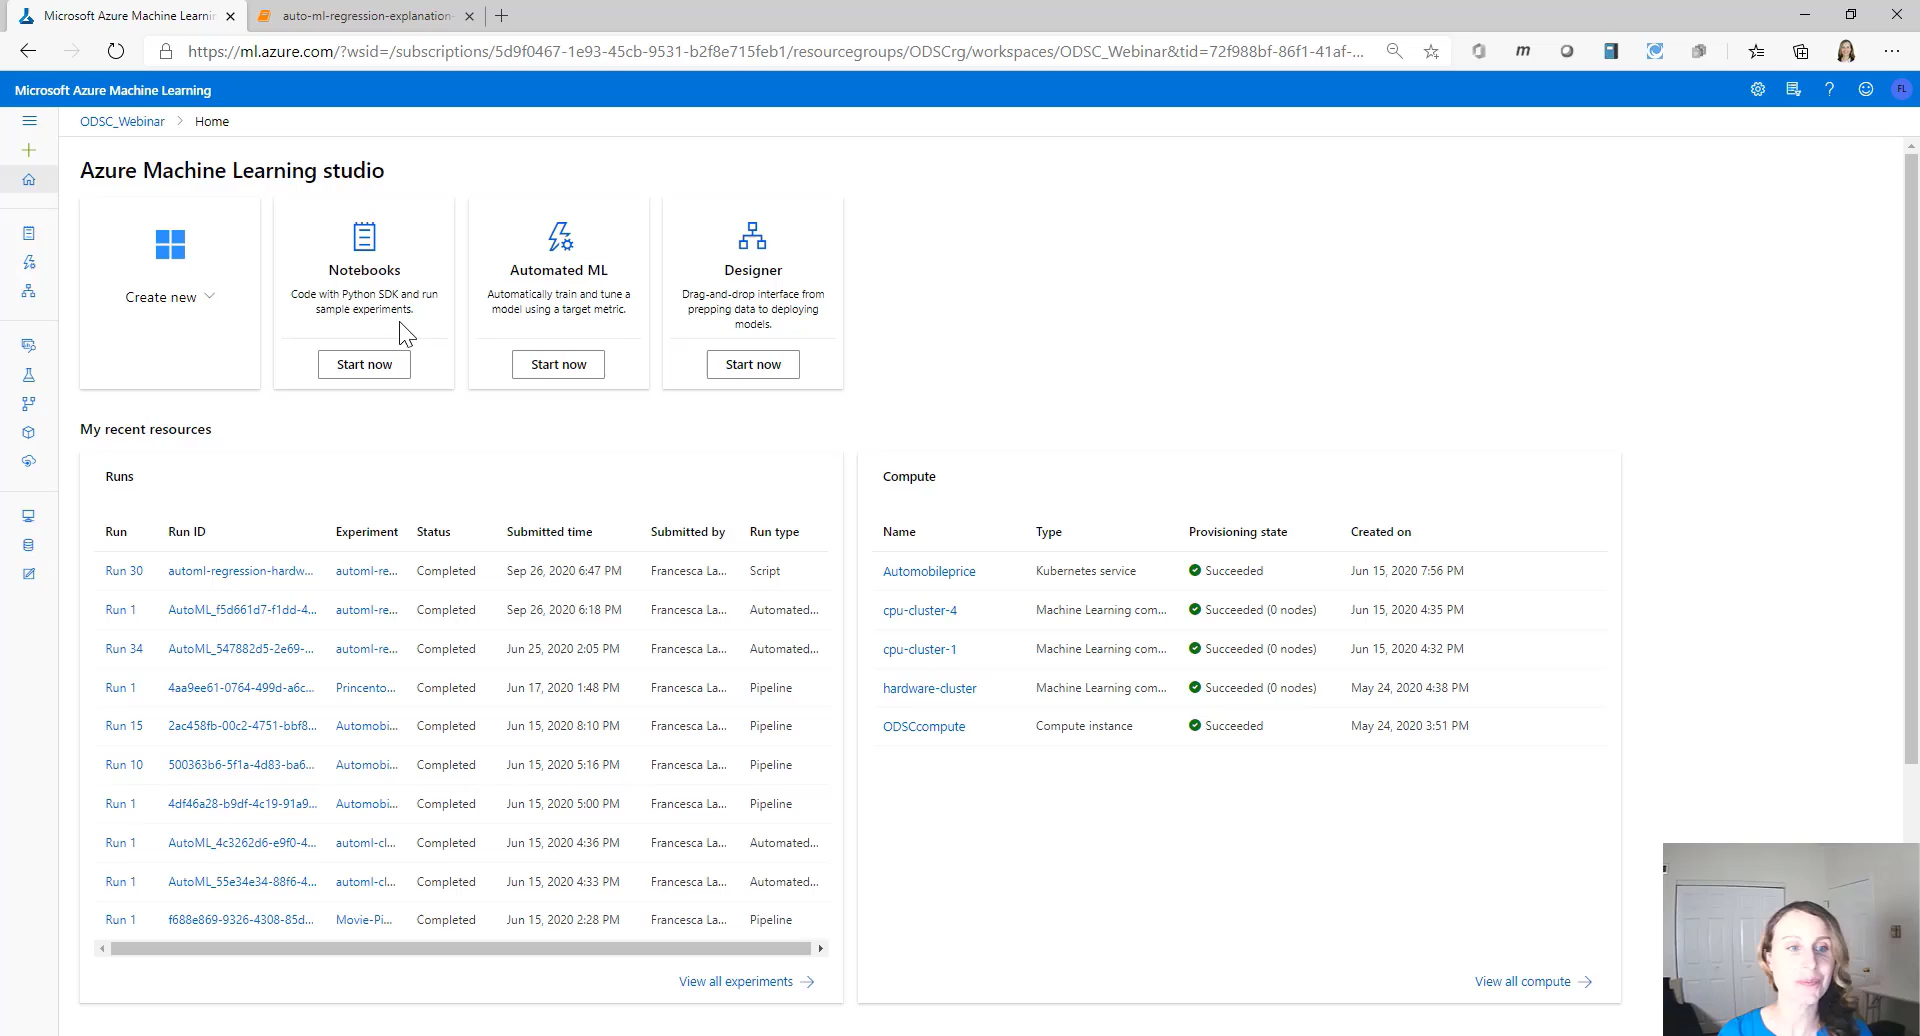 Microsoft Azure Machine Learnin
auto-ml-regression-explanation-
https://ml.azure.com/?wsid=/subscriptions/5d9f0467-1e93-45cb-9531-b2f8e715feb1/resourcegroups/ODSCrg/workspaces/ODSC_Webinar&tid=72f988bf-86f1-41af-...
Microsoft Azure Machine Learning
FL
ODSC_Webinar > Home
Azure Machine Learning studio
Create new
Notebooks
Code with Python SDK and run
sample experiments.
Start now
Automated ML
Automatically train and tune a
model using a target metric.
Start now
Designer
Drag-and-drop interface from
prepping data to deploying
models.
Start now
My recent resources
Runs
Run Run ID Experiment Status Submitted time Submitted by Run type
Run 30 automl-regression-hardw... automl-re... Completed Sep 26, 2020 6:47 PM Francesca La... Script
Run 1 AutoML_f5d661d7-f1dd-4... automl-re... Completed Sep 26, 2020 6:18 PM Francesca La... Automated...
Run 34 AutoML_547882d5-2e69-... automl-re... Completed Jun 25, 2020 2:05 PM Francesca La... Automated...
Run 1 4aa9ee61-0764-499d-a6c... Princento... Completed Jun 17, 2020 1:48 PM Francesca La... Pipeline
Run 15 2ac458fb-00c2-4751-bbf8... Automobi... Completed Jun 15, 2020 8:10 PM Francesca La... Pipeline
Run 10 500363b6-5f1a-4d83-ba6... Automobi... Completed Jun 15, 2020 5:16 PM Francesca La... Pipeline
Run 1 4df46a28-b9df-4c19-91a9... Automobi... Completed Jun 15, 2020 5:00 PM Francesca La... Pipeline
Run 1 AutoML_4c3262d6-e9f0-4... automl-cl... Completed Jun 15, 2020 4:36 PM Francesca La... Automated...
Run 1 AutoML_55e34e34-88f6-4... automl-cl... Completed Jun 15, 2020 4:33 PM Francesca La... Automated...
Run 1 f688e869-9326-4308-85d... Movie-Pi... Completed Jun 15, 2020 2:28 PM Francesca La... Pipeline
View all experiments
Compute
Name Type Provisioning state Created on
Automobileprice Kubernetes service Succeeded Jun 15, 2020 7:56 PM
cpu-cluster-4 Machine Learning com... Succeeded (0 nodes) Jun 15, 2020 4:35 PM
cpu-cluster-1 Machine Learning com... Succeeded (0 nodes) Jun 15, 2020 4:32 PM
hardware-cluster Machine Learning com... Succeeded (0 nodes) May 24, 2020 4:38 PM
ODSCcompute Compute instance Succeeded May 24, 2020 3:51 PM
View all compute